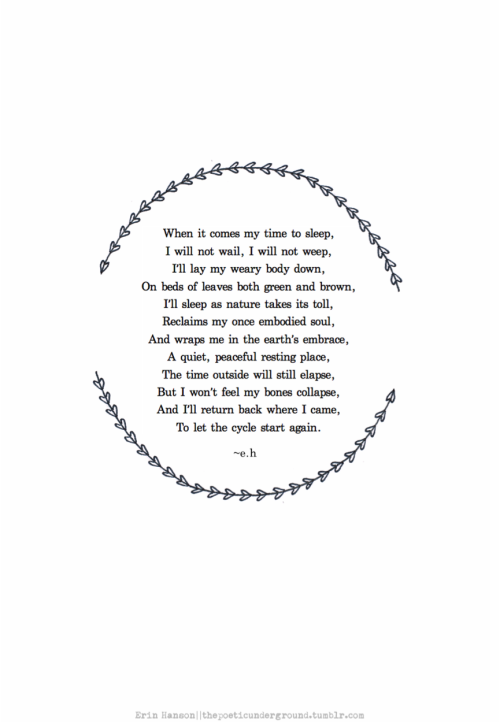 When it comes my time to sleep,
I will not wail, I will not weep,
I'll lay my weary body down,
On beds of leaves both green and brown,
I'll sleep as nature takes its toll,
Reclaims my once embodied soul,
And wraps me in the earth's embrace,
A quiet, peaceful resting place,
The time outside will still elapse,
But I won't feel my bones collapse,
And I'll return back where I came,
To let the cycle start again.
~e.h
Erin Hanson||thepoeticunderground.tumblr.com